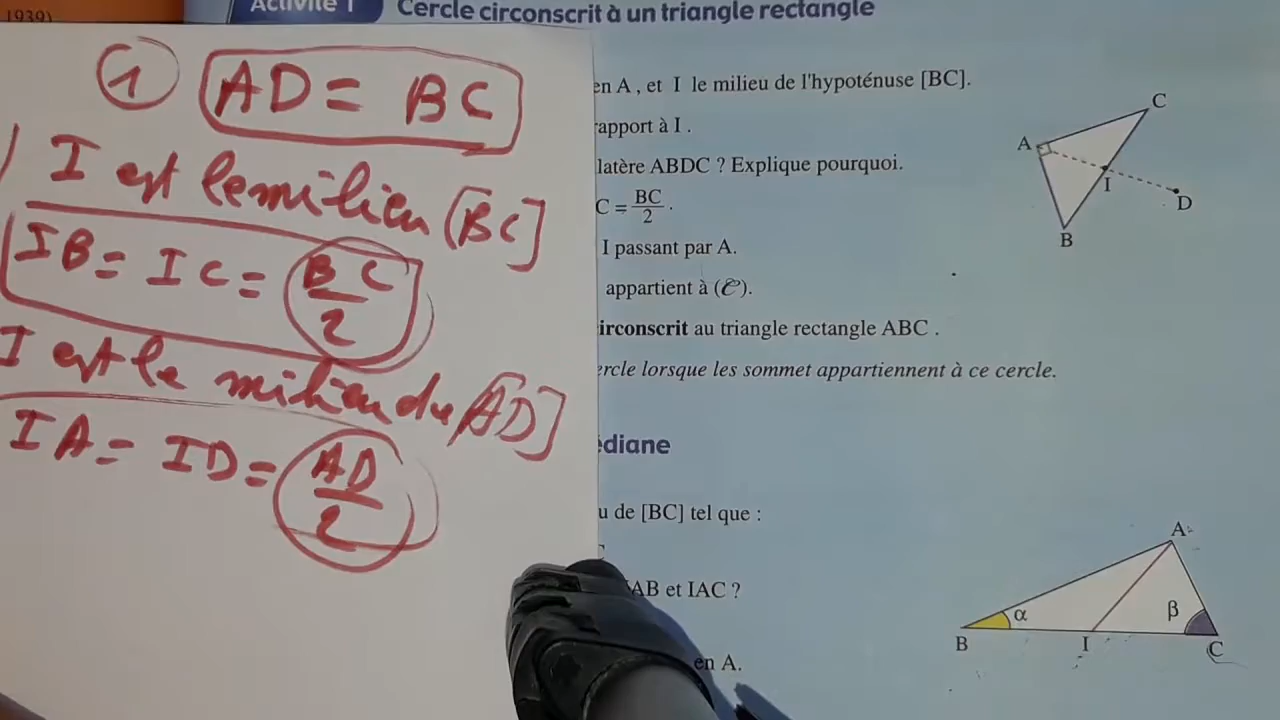 1939)
Activité 1
Cercle circonscrit à un triangle rectangle
1
AD = BC
I est le milieu [BC]
IB = IC = BC/2
I est le milieu du [AD]
IA = ID = AD/2
en A , et I le milieu de l'hypoténuse [BC].
rapport à I .
latère ABDC ? Explique pourquoi.
C = BC/2 .
I passant par A.
appartient à (𝒞).
irconscrit au triangle rectangle ABC .
ercle lorsque les sommet appartiennent à ce cercle.
A
C
I
D
B
édiane
u de [BC] tel que :
AB et IAC ?
en A.
A
α
β
B
I
C